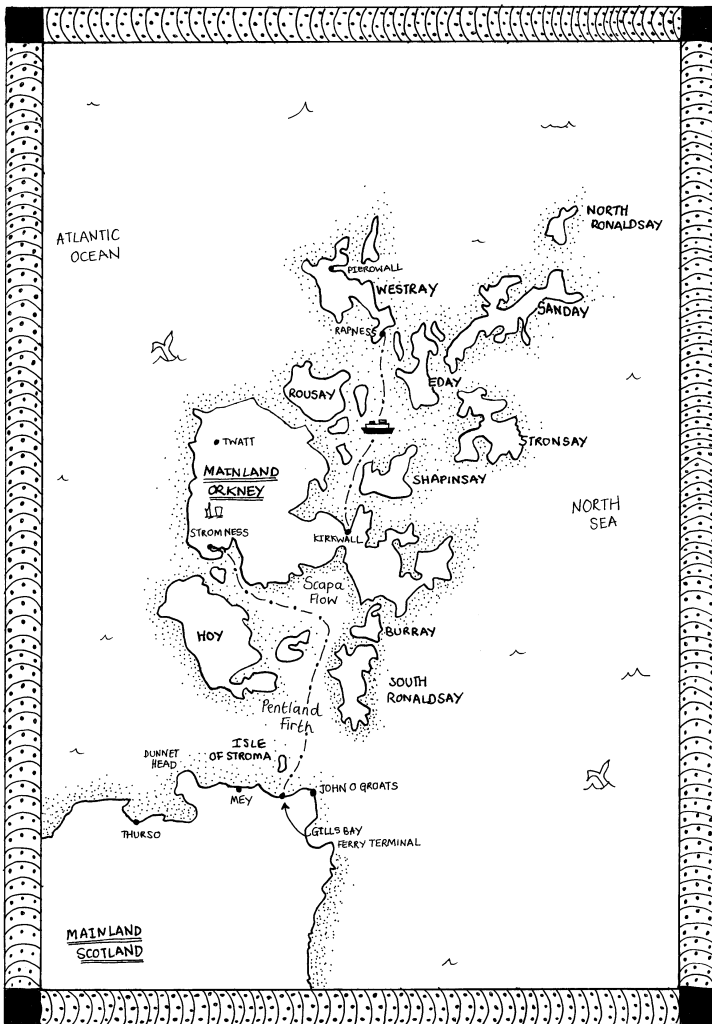 NORTH
RONALDSAY
ATLANTIC
OCEAN
PIEROWALL
WESTRAY
SANDAY
RAPNESS
EDAY
ROUSAY
TWATT
STRONSAY
MAINLAND
ORKNEY
SHAPINSAY
NORTH
SEA
STROMNESS
KIRKWALL
Scapa
Flow
HOY
BURRAY
SOUTH
RONALDSAY
Pentland
Firth
ISLE
OF STROMA
DUNNET
HEAD
JOHN O GROATS
MEY
THURSO
GILLS BAY
FERRY TERMINAL
MAINLAND
SCOTLAND